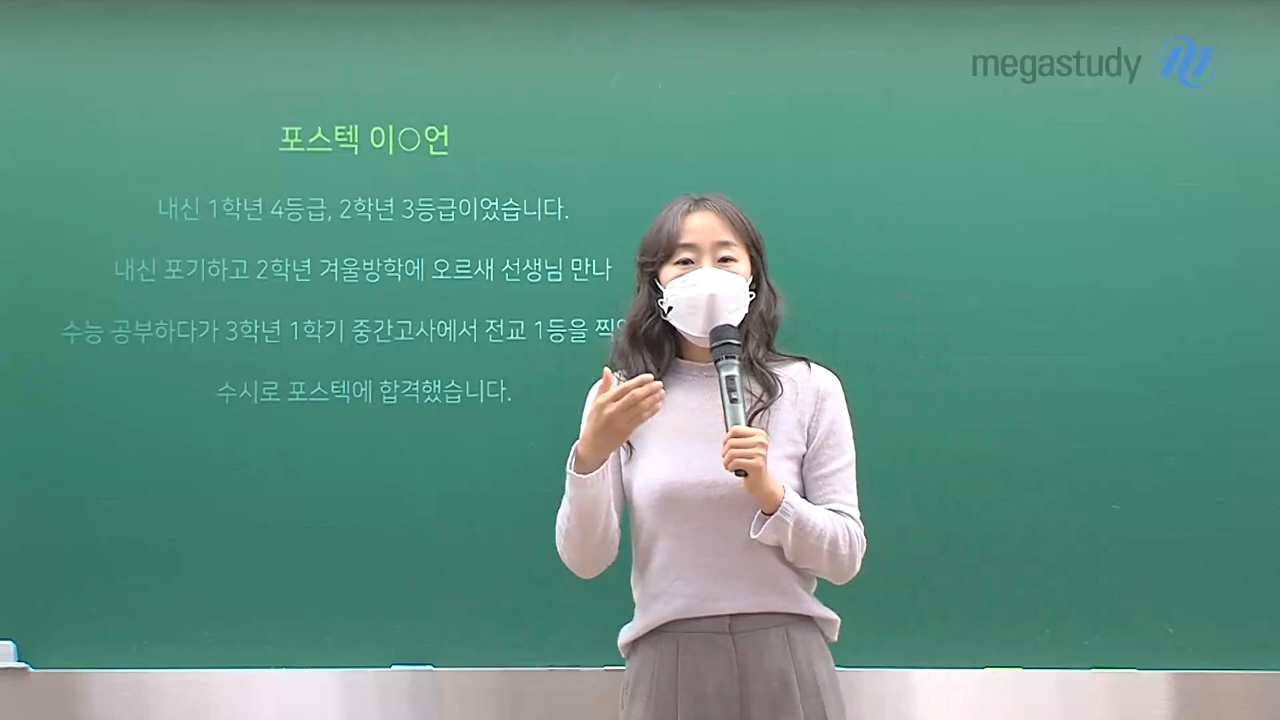 megastudy
포스텍 이○언
내신 1학년 4등급, 2학년 3등급이었습니다.
내신 포기하고 2학년 겨울방학에 오르새 선생님 만나
수능 공부하다가 3학년 1학기 중간고사에서 전교 1등을
수시로 포스텍에 합격했습니다.